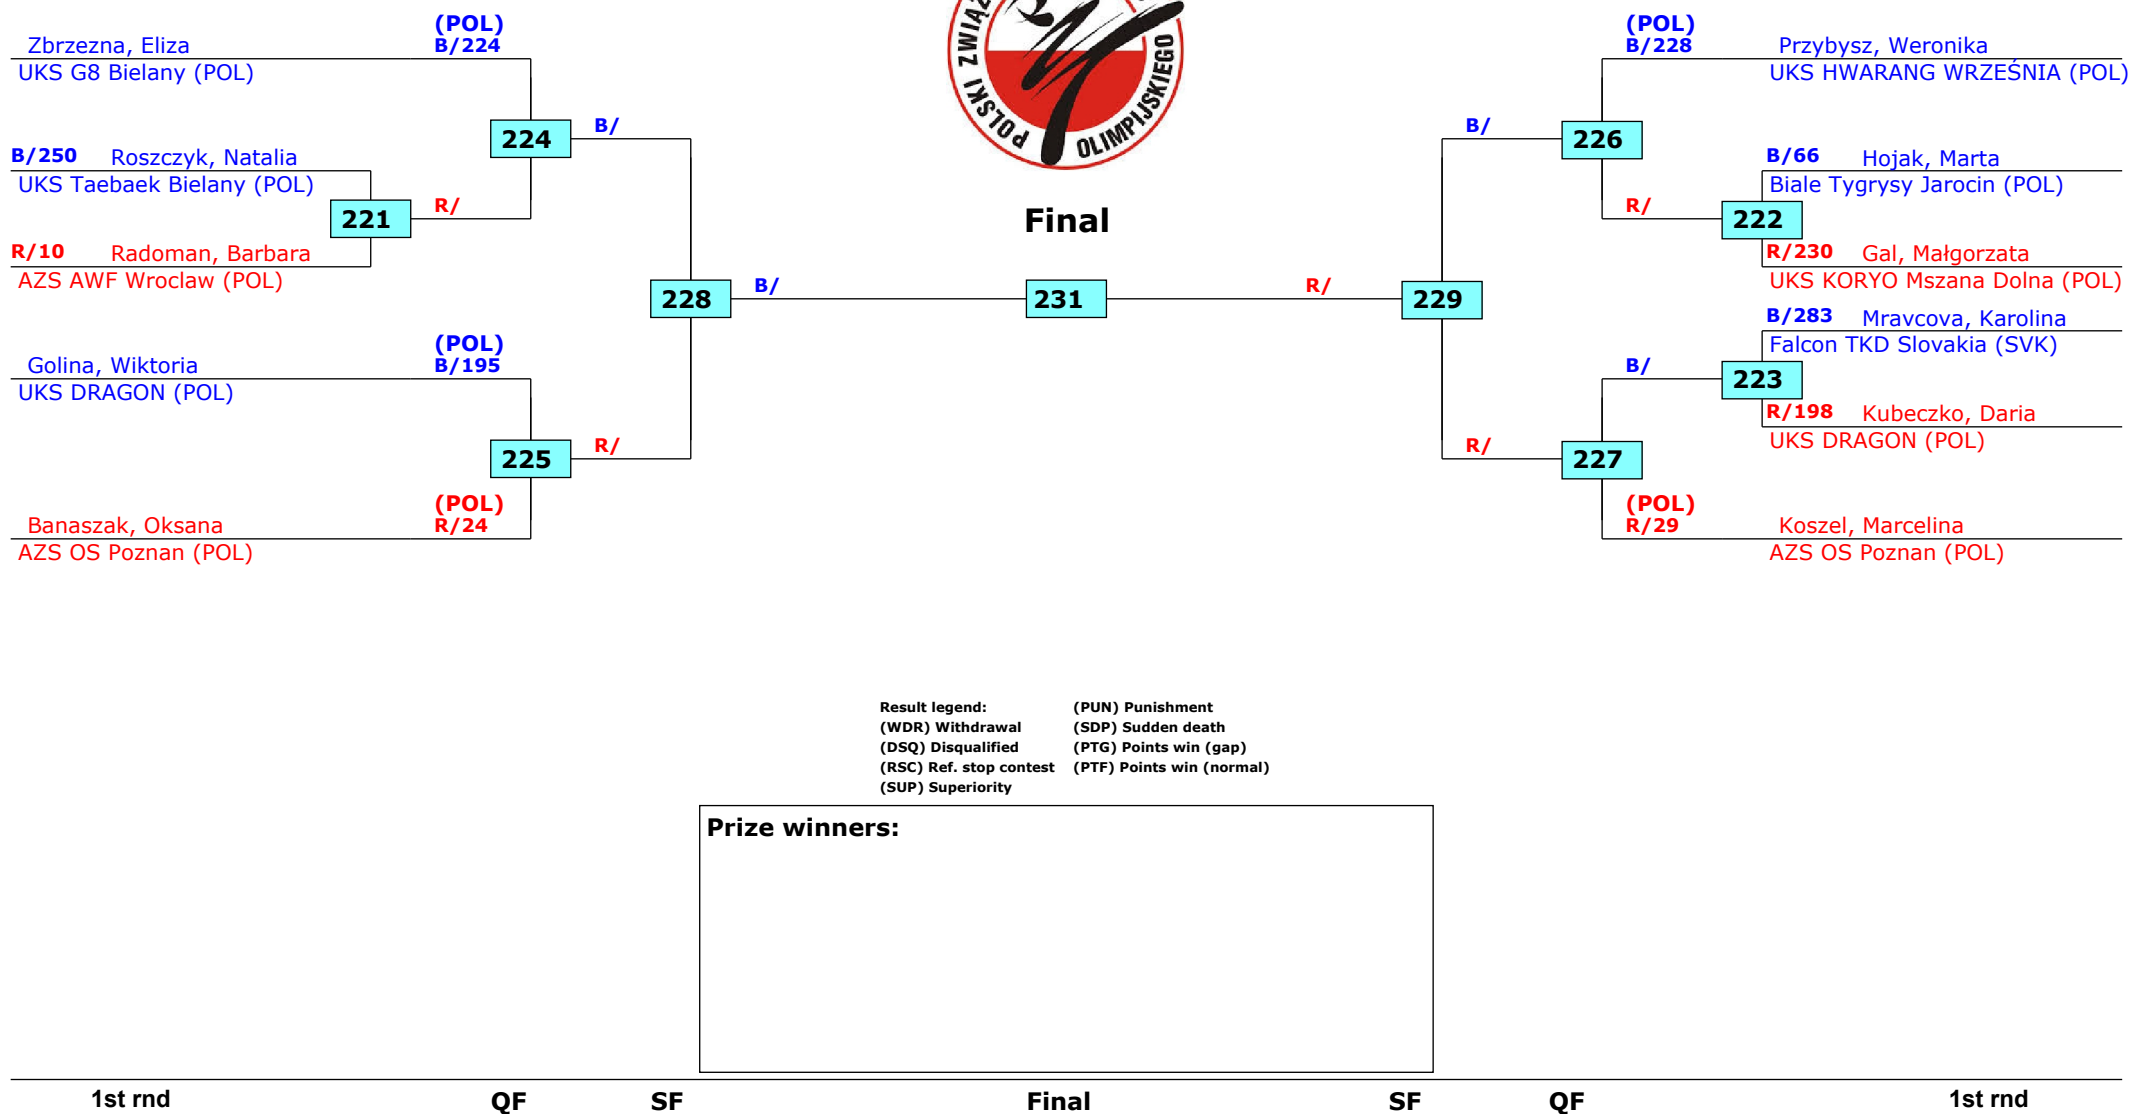 (POL)
Zbrzezna, Eliza
B/224
UKS G8 Bielany (POL)
224
B/
B/250 Roszczyk, Natalia
UKS Taebaek Bielany (POL)
221
R/
R/10 Radoman, Barbara
AZS AWF Wroclaw (POL)
228
B/
(POL)
Golina, Wiktoria
B/195
UKS DRAGON (POL)
225
R/
(POL)
Banaszak, Oksana
R/24
AZS OS Poznan (POL)
POLSKI
OLIMPIJSKIEGO
Final
231
(POL)
B/228
Przybysz, Weronika
UKS HWARANG WRZEŚNIA (POL)
B/
226
B/66 Hojak, Marta
Biale Tygrysy Jarocin (POL)
R/
222
R/230 Gal, Małgorzata
UKS KORYO Mszana Dolna (POL)
R/
229
B/283 Mravcova, Karolina
Falcon TKD Slovakia (SVK)
B/
223
R/198 Kubeczko, Daria
UKS DRAGON (POL)
R/
227
(POL)
R/29
Koszel, Marcelina
AZS OS Poznan (POL)
Result legend: (PUN) Punishment
(WDR) Withdrawal (SDP) Sudden death
(DSQ) Disqualified (PTG) Points win (gap)
(RSC) Ref. stop contest (PTF) Points win (normal)
(SUP) Superiority
Prize winners:
1st rnd QF SF Final SF QF 1st rnd